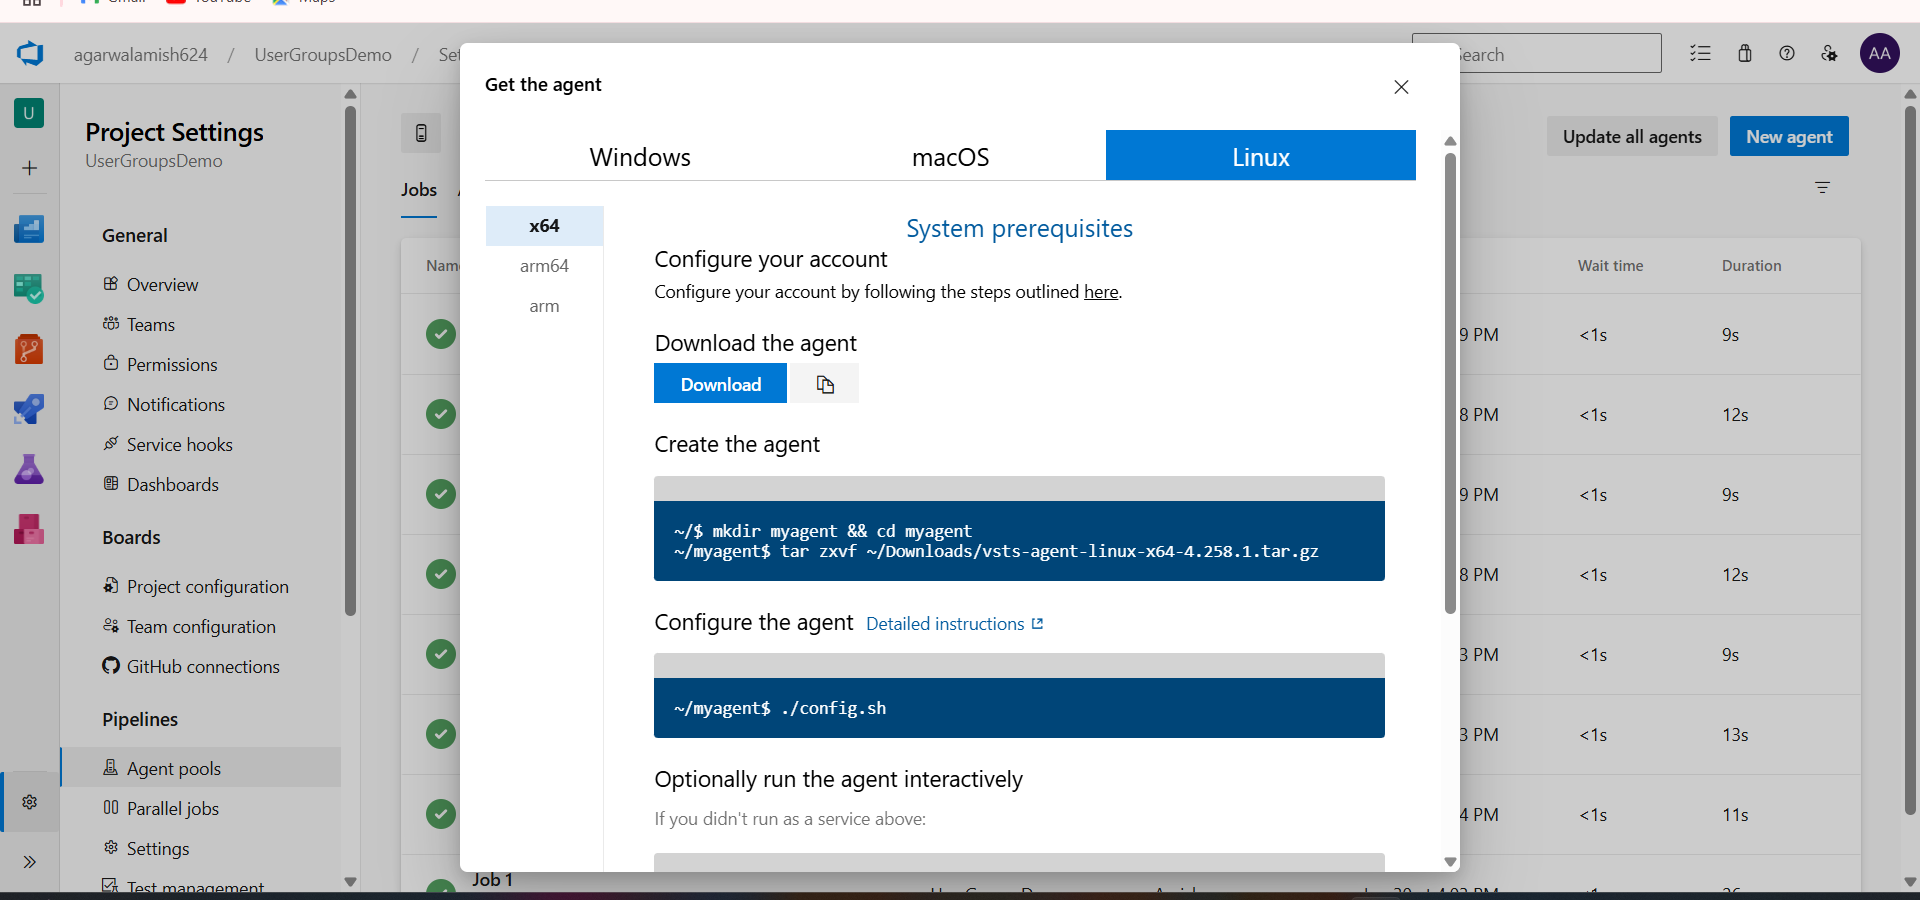 Gmail
YouTube
Maps
agarwalamish624 / UserGroupsDemo / Set
Search
AA
U
Project Settings
UserGroupsDemo
General
Overview
Teams
Permissions
Notifications
Service hooks
Dashboards
Boards
Project configuration
Team configuration
GitHub connections
Pipelines
Agent pools
Parallel jobs
Settings
Test management
Jobs
Update all agents
New agent
Name
Wait time
Duration
9 PM <1s 9s
8 PM <1s 12s
9 PM <1s 9s
8 PM <1s 12s
3 PM <1s 9s
3 PM <1s 13s
4 PM <1s 11s
Job 1
Get the agent
Windows
macOS
Linux
x64
arm64
arm
System prerequisites
Configure your account
Configure your account by following the steps outlined here.
Download the agent
Download
Create the agent
~/$ mkdir myagent && cd myagent
~/myagent$ tar zxvf ~/Downloads/vsts-agent-linux-x64-4.258.1.tar.gz
Configure the agent Detailed instructions
~/myagent$ ./config.sh
Optionally run the agent interactively
If you didn't run as a service above: